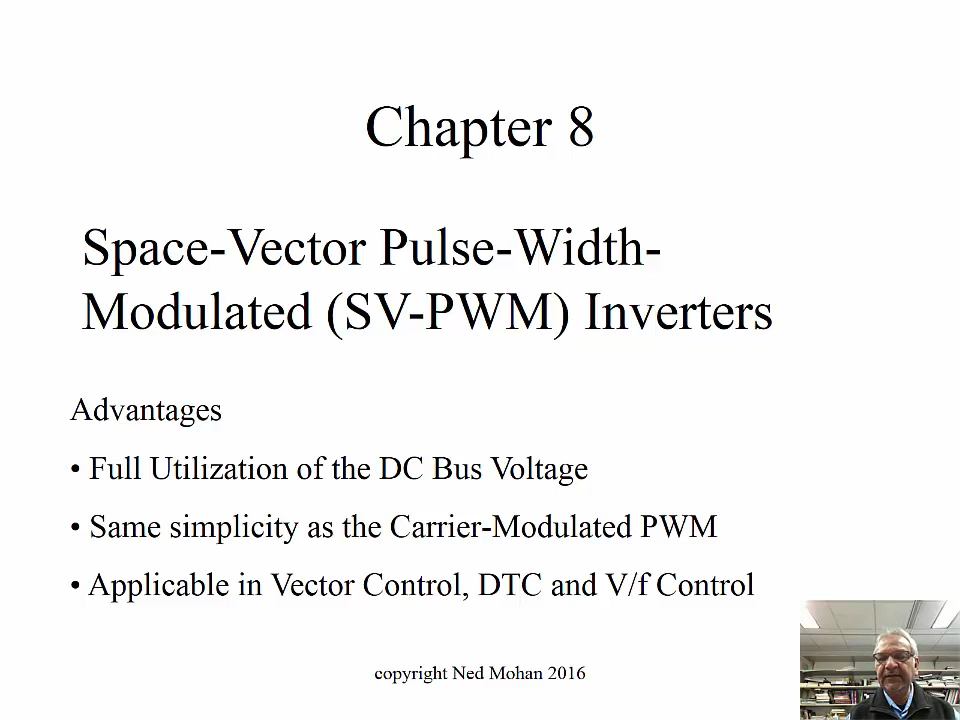 Chapter 8
Space-Vector Pulse-Width-
Modulated (SV-PWM) Inverters
Advantages
• Full Utilization of the DC Bus Voltage
• Same simplicity as the Carrier-Modulated PWM
• Applicable in Vector Control, DTC and V/f Control
copyright Ned Mohan 2016